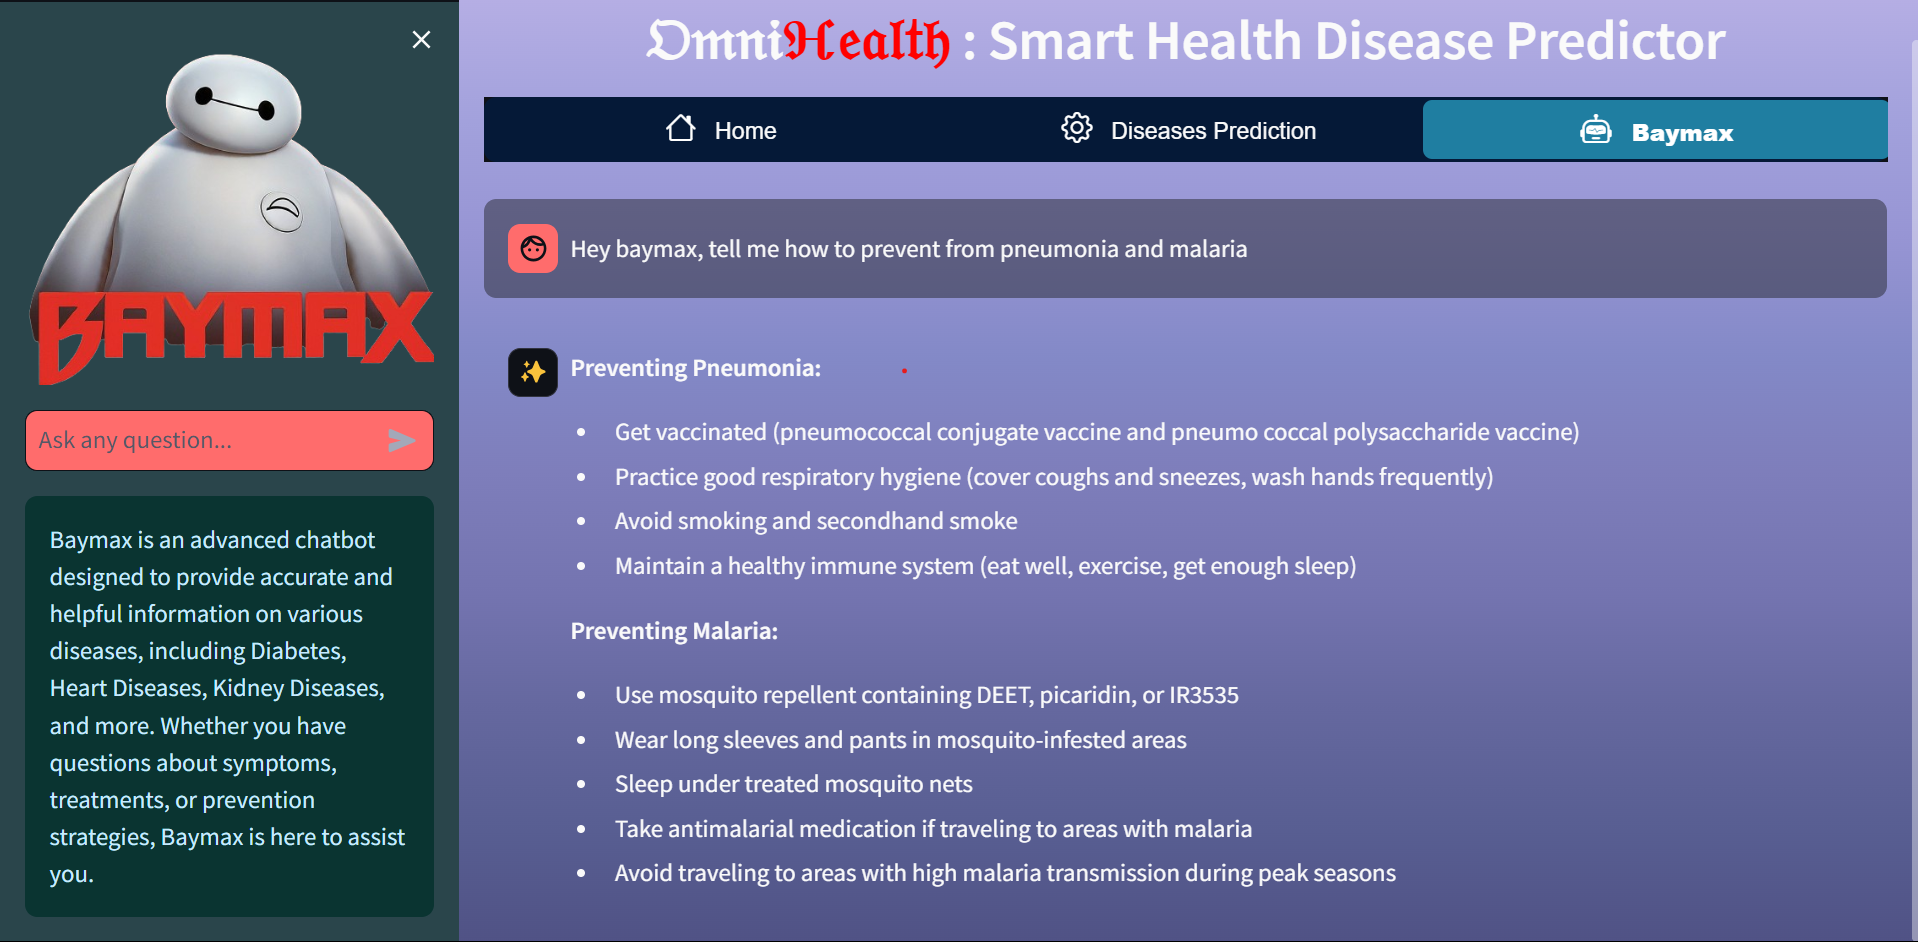 BAYMAX
Ask any question...
Baymax is an advanced chatbot
designed to provide accurate and
helpful information on various
diseases, including Diabetes,
Heart Diseases, Kidney Diseases,
and more. Whether you have
questions about symptoms,
treatments, or prevention
strategies, Baymax is here to assist
you.
OmniHealth : Smart Health Disease Predictor
Home
Diseases Prediction
Baymax
Hey baymax, tell me how to prevent from pneumonia and malaria
Preventing Pneumonia:
• Get vaccinated (pneumococcal conjugate vaccine and pneumo coccal polysaccharide vaccine)
• Practice good respiratory hygiene (cover coughs and sneezes, wash hands frequently)
• Avoid smoking and secondhand smoke
• Maintain a healthy immune system (eat well, exercise, get enough sleep)
Preventing Malaria:
• Use mosquito repellent containing DEET, picaridin, or IR3535
• Wear long sleeves and pants in mosquito-infested areas
• Sleep under treated mosquito nets
• Take antimalarial medication if traveling to areas with malaria
• Avoid traveling to areas with high malaria transmission during peak seasons